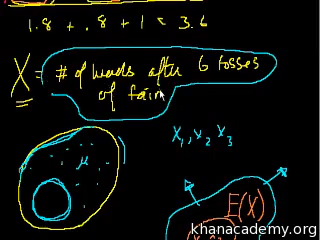 1.8 + .8 + 1 = 3.6
X = # of heads after 6 tosses
of fair
μ
X₁, X₂ X₃
E(X)
khanacademy.org